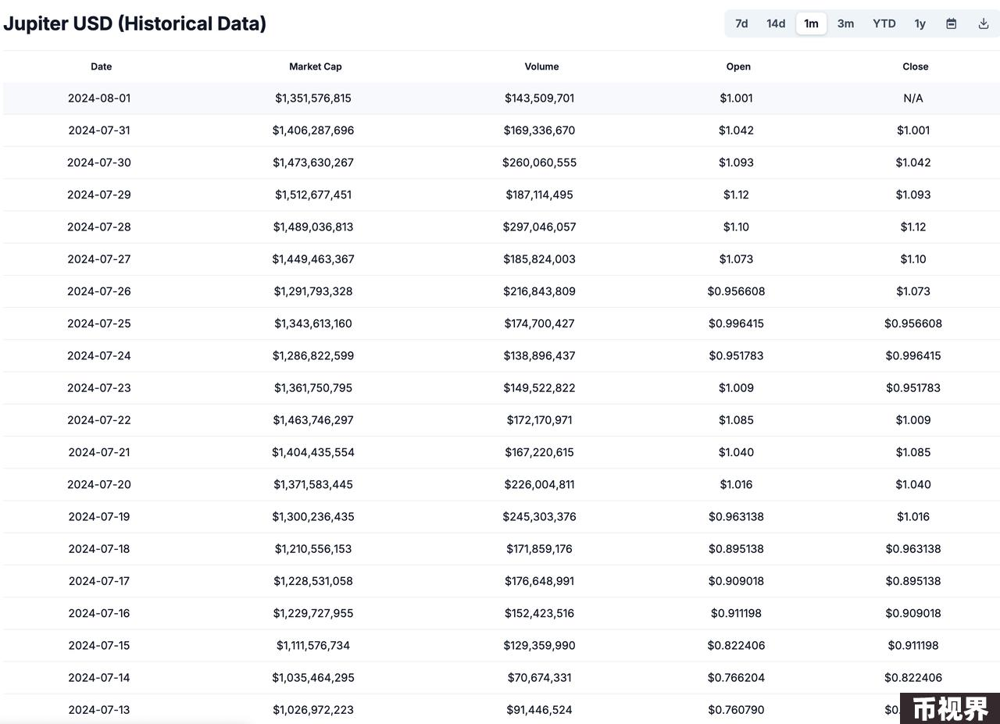 Jupiter USD (Historical Data) 7d 14d 1m 3m YTD 1y
Date Market Cap Volume Open Close
2024-08-01 $1,351,576,815 $143,509,701 $1.001 N/A
2024-07-31 $1,406,287,696 $169,336,670 $1.042 $1.001
2024-07-30 $1,473,630,267 $260,060,555 $1.093 $1.042
2024-07-29 $1,512,677,451 $187,114,495 $1.12 $1.093
2024-07-28 $1,489,036,813 $297,046,057 $1.10 $1.12
2024-07-27 $1,449,463,367 $185,824,003 $1.073 $1.10
2024-07-26 $1,291,793,328 $216,843,809 $0.956608 $1.073
2024-07-25 $1,343,613,160 $174,700,427 $0.996415 $0.956608
2024-07-24 $1,286,822,599 $138,896,437 $0.951783 $0.996415
2024-07-23 $1,361,750,795 $149,522,822 $1.009 $0.951783
2024-07-22 $1,463,746,297 $172,170,971 $1.085 $1.009
2024-07-21 $1,404,435,554 $167,220,615 $1.040 $1.085
2024-07-20 $1,371,583,445 $226,004,811 $1.016 $1.040
2024-07-19 $1,300,236,435 $245,303,376 $0.963138 $1.016
2024-07-18 $1,210,556,153 $171,859,176 $0.895138 $0.963138
2024-07-17 $1,228,531,058 $176,648,991 $0.909018 $0.895138
2024-07-16 $1,229,727,955 $152,423,516 $0.911198 $0.909018
2024-07-15 $1,111,576,734 $129,359,990 $0.822406 $0.911198
2024-07-14 $1,035,464,295 $70,674,331 $0.766204 $0.822406
2024-07-13 $1,026,972,223 $91,446,524 $0.760790
币视界